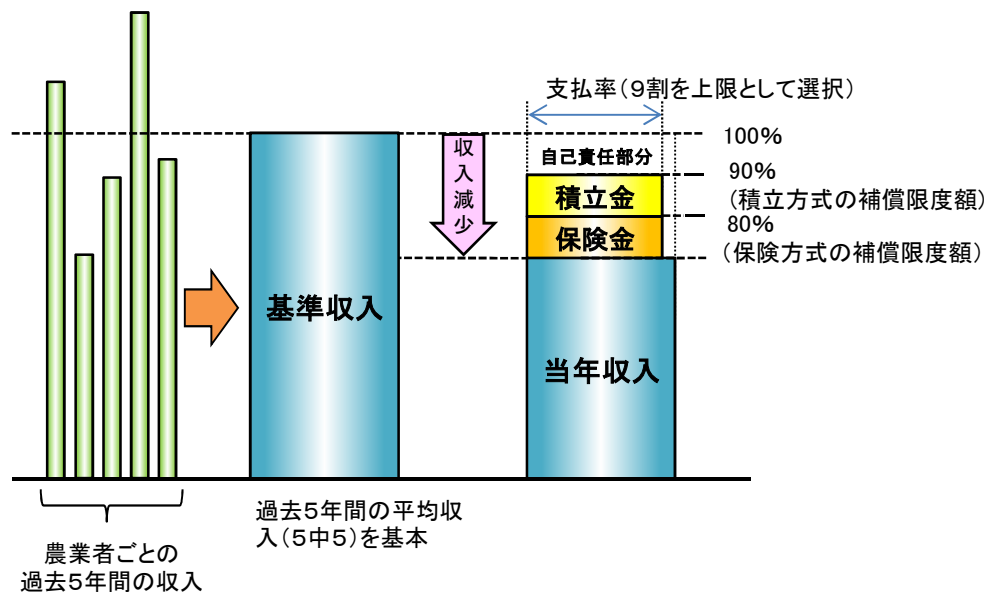 支払率(９割を上限として選択)
100%
自己責任部分
90%
(積立方式の補償限度額)
80%
(保険方式の補償限度額)
収入減少
積立金
保険金
基準収入
当年収入
過去５年間の平均収
入(５中５)を基本
農業者ごとの
過去５年間の収入